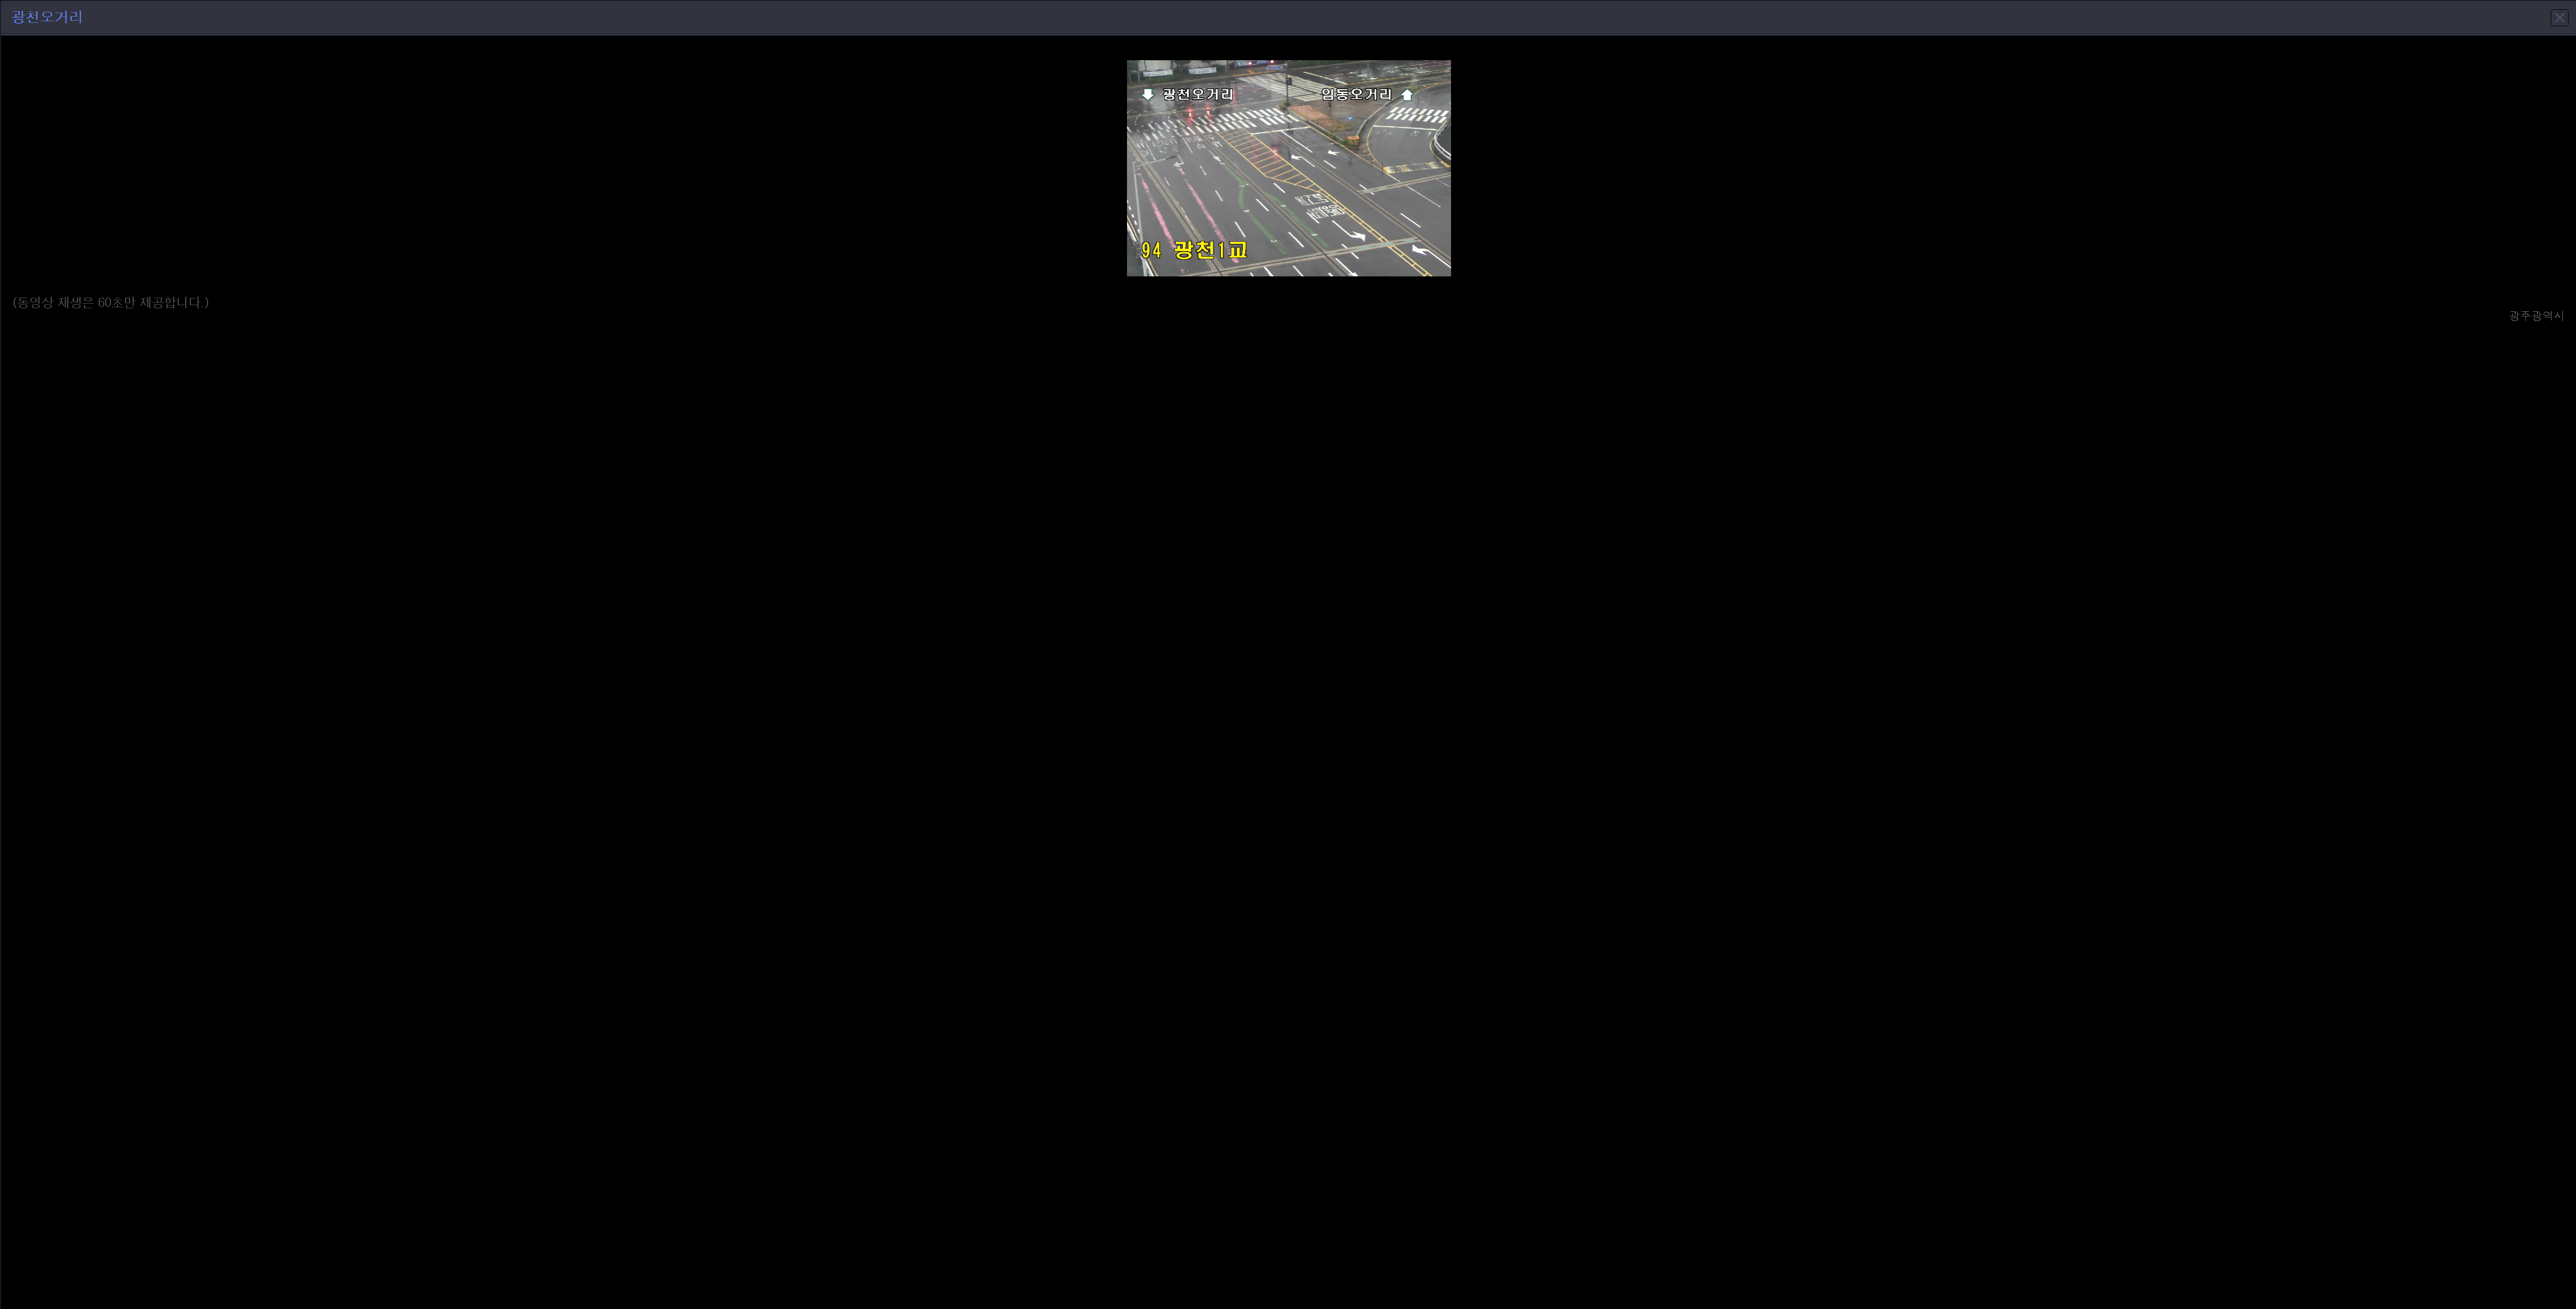 광천오거리
광천오거리 임동오거리
94 광천1교
(동영상 재생은 60초만 제공합니다.)
광주광역시